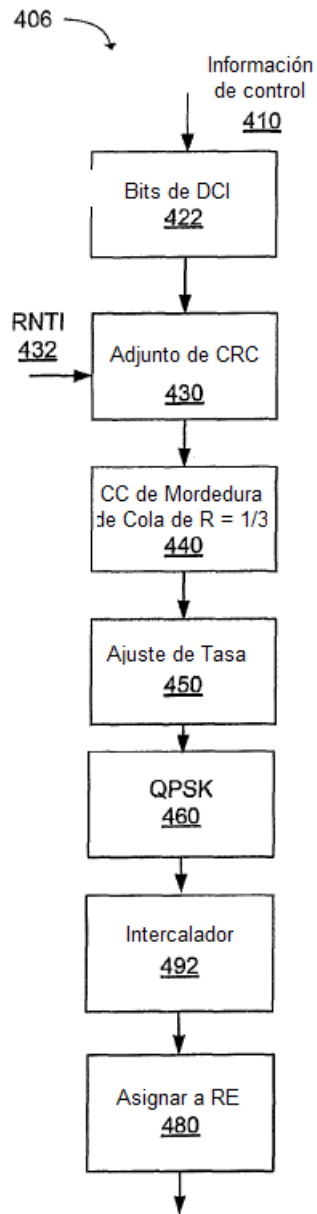 406
Información
de control
410
Bits de DCI
422
RNTI
432
Adjunto de CRC
430
CC de Mordedura
de Cola de R = 1/3
440
Ajuste de Tasa
450
QPSK
460
Intercalador
492
Asignar a RE
480